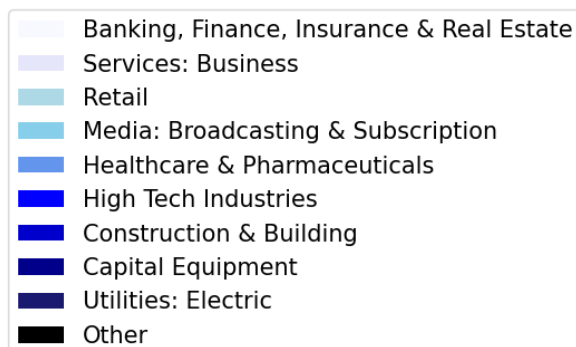 Banking, Finance, Insurance & Real Estate
Services: Business
Retail
Media: Broadcasting & Subscription
Healthcare & Pharmaceuticals
High Tech Industries
Construction & Building
Capital Equipment
Utilities: Electric
Other